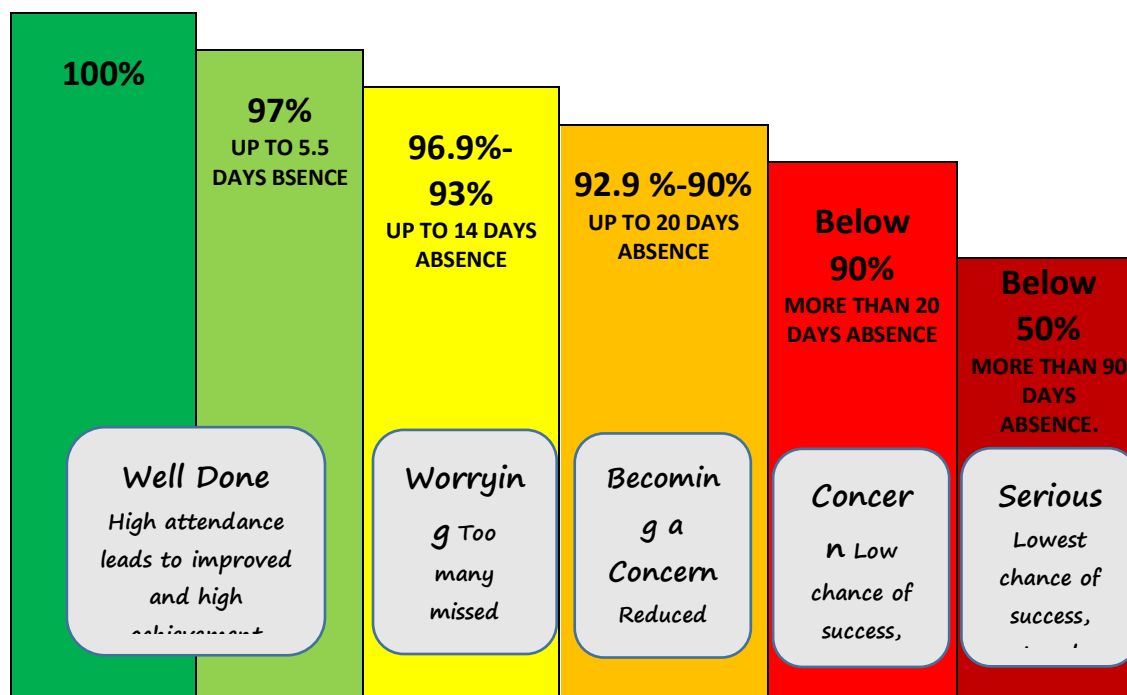 100%
97%
UP TO 5.5
DAYS BSENCE
96.9%-
93%
UP TO 14 DAYS
ABSENCE
92.9 %-90%
UP TO 20 DAYS
ABSENCE
Below
90%
MORE THAN 20
DAYS ABSENCE
Below
50%
MORE THAN 90
DAYS
ABSENCE.
Well Done
High attendance
leads to improved
and high
achievement
Worryin
g Too
many
missed
Becomin
g a
Concern
Reduced
Concer
n Low
chance of
success,
Serious
Lowest
chance of
success,